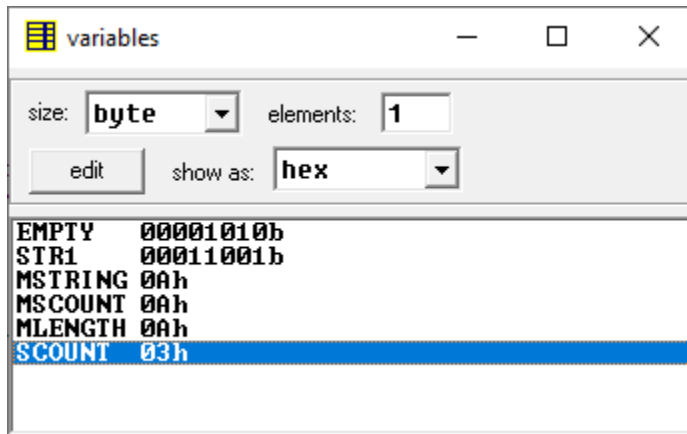 variables
size: byte elements: 1
edit show as: hex
EMPTY 00001010b
STR1 00011001b
MSTRING 0Ah
MSCOUNT 0Ah
MLENGTH 0Ah
SCOUNT 03h